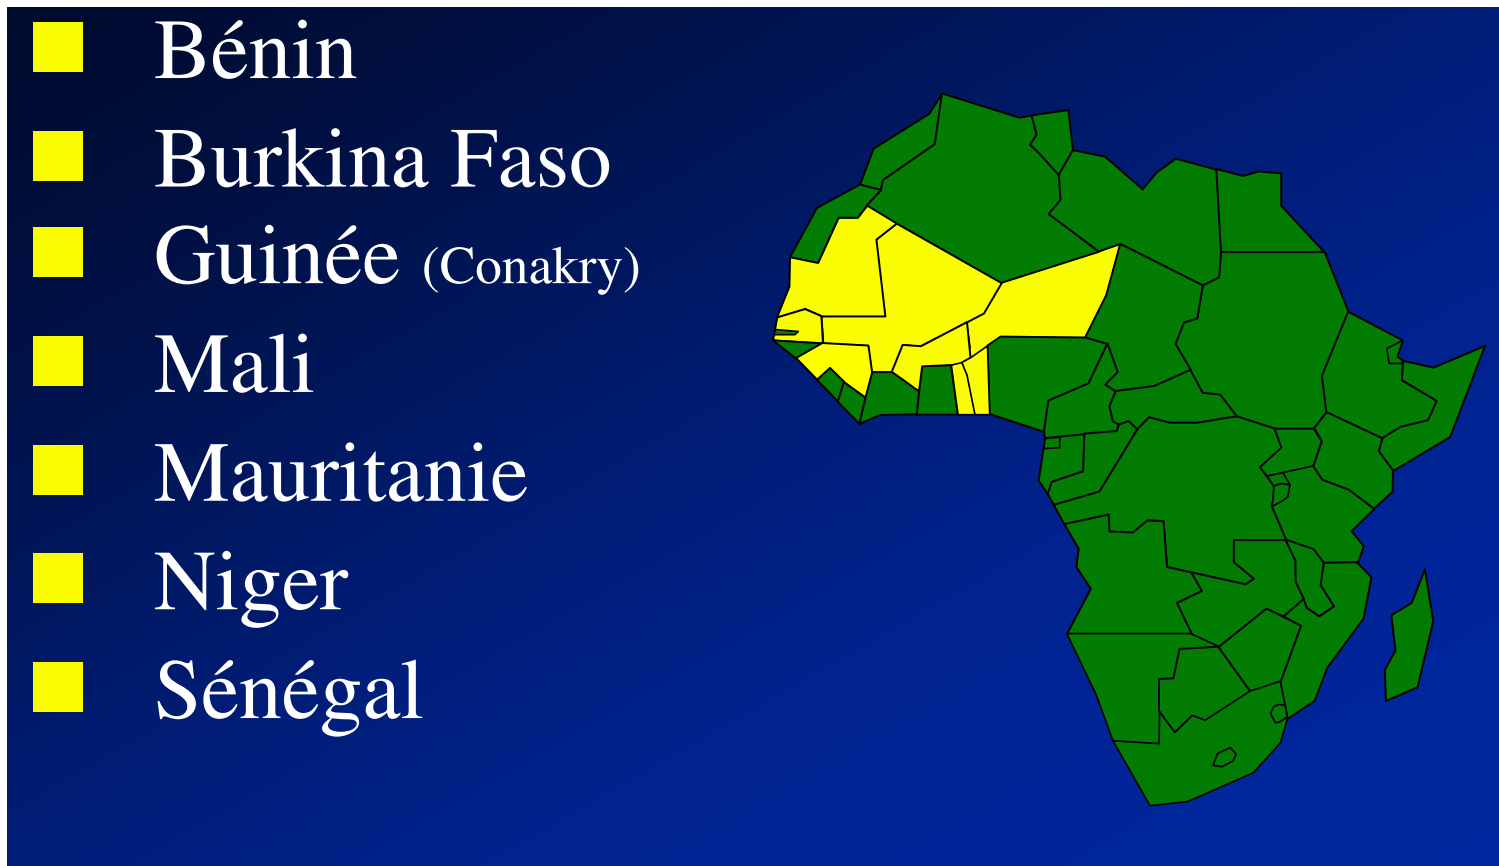 Bénin
Burkina Faso
Guinée (Conakry)
Mali
Mauritanie
Niger
Sénégal